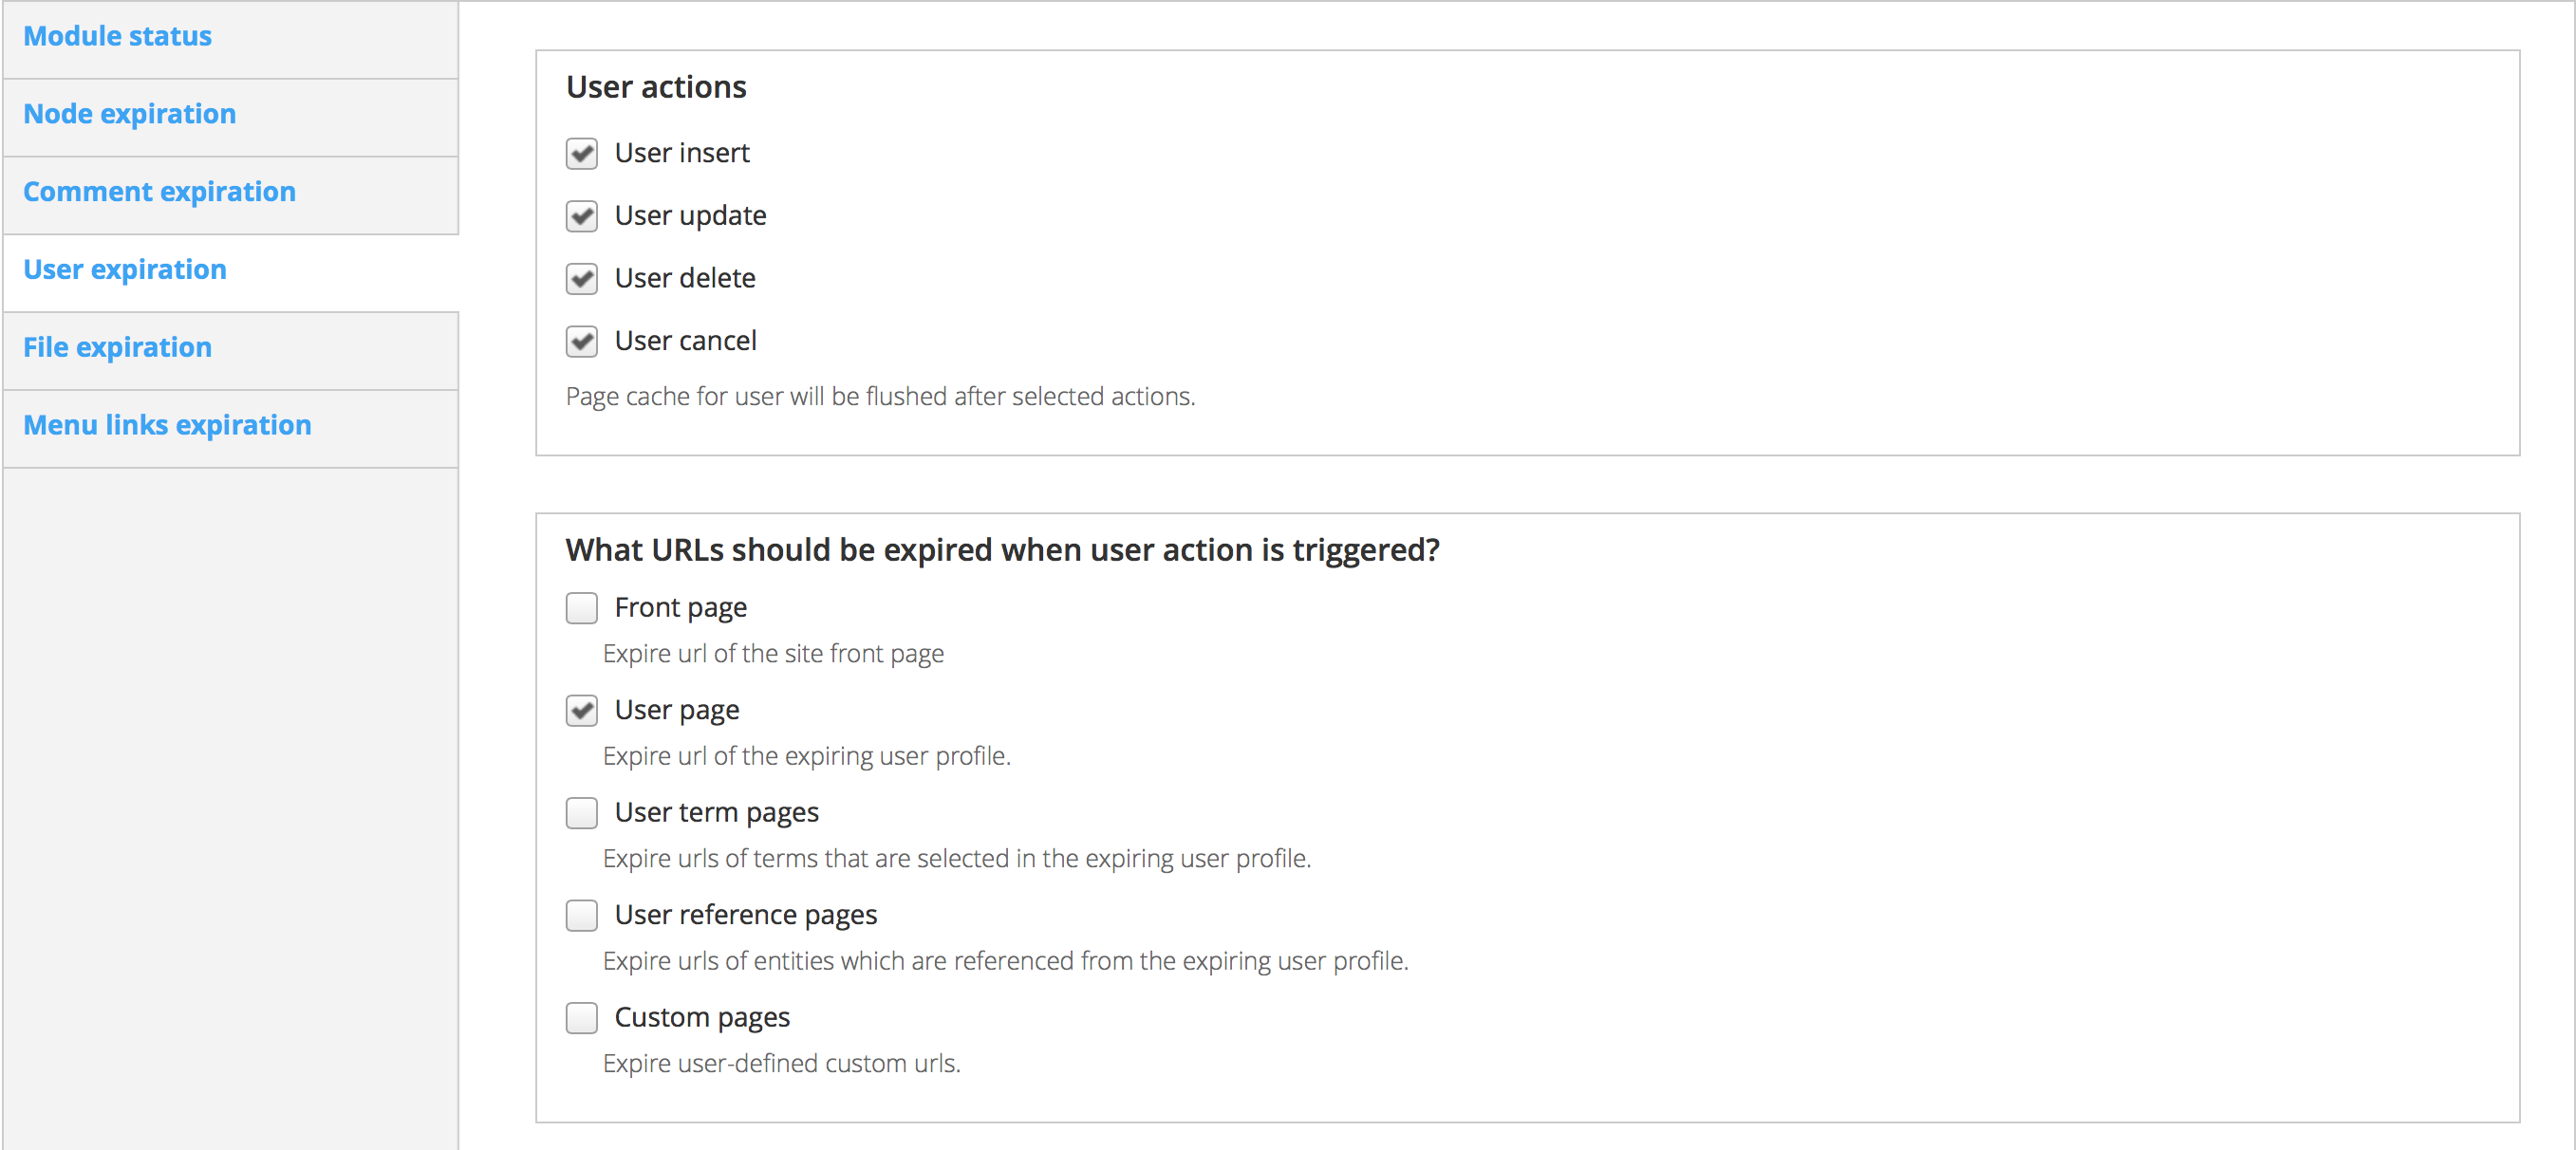 Module status
Node expiration
Comment expiration
User expiration
File expiration
Menu links expiration
User actions
User insert
User update
User delete
User cancel
Page cache for user will be flushed after selected actions.
What URLs should be expired when user action is triggered?
Front page
Expire url of the site front page
User page
Expire url of the expiring user profile.
User term pages
Expire urls of terms that are selected in the expiring user profile.
User reference pages
Expire urls of entities which are referenced from the expiring user profile.
Custom pages
Expire user-defined custom urls.